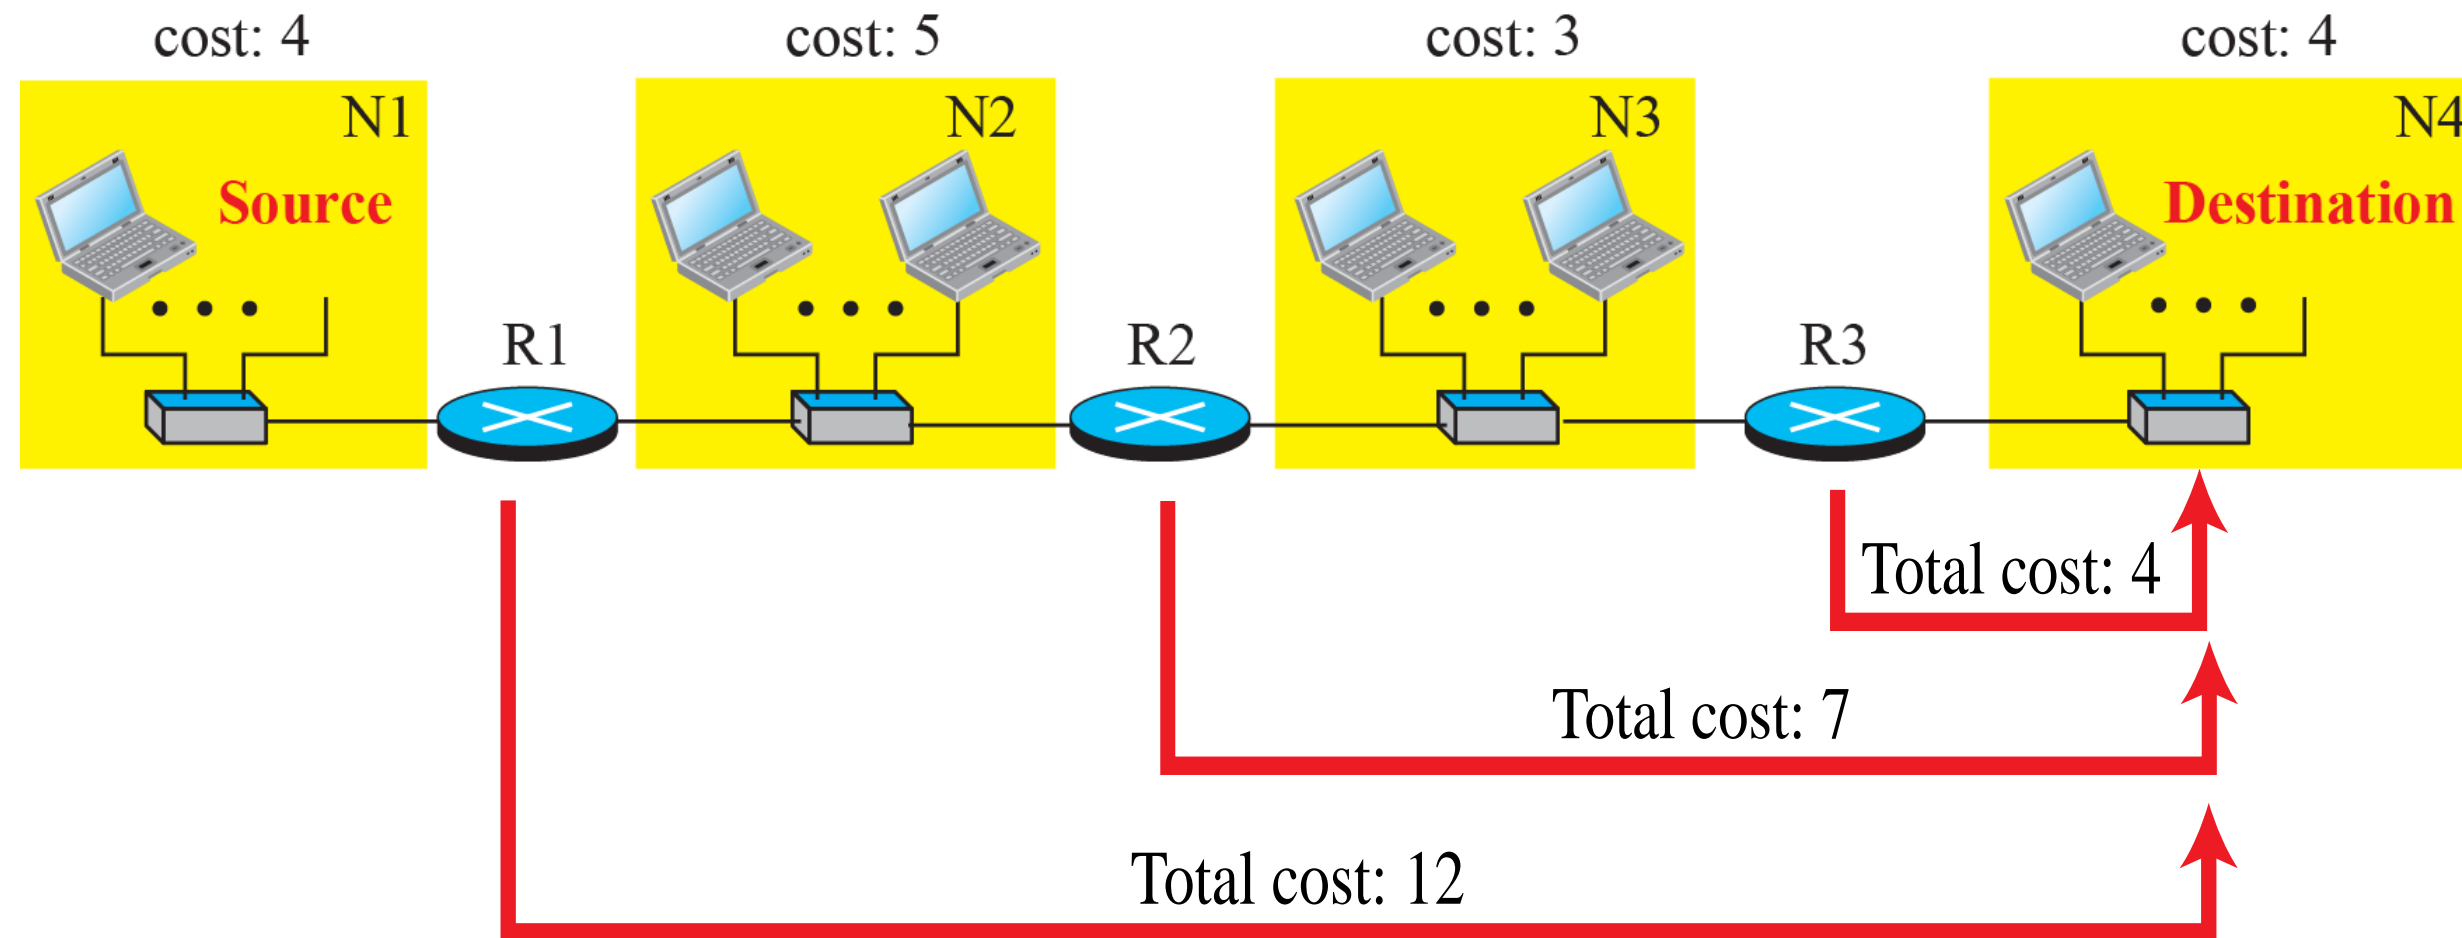 cost: 4
cost: 5
cost: 3
cost: 4
N1
N2
N3
N4
Source
Destination
R1
R2
R3
Total cost: 4
Total cost: 7
Total cost: 12